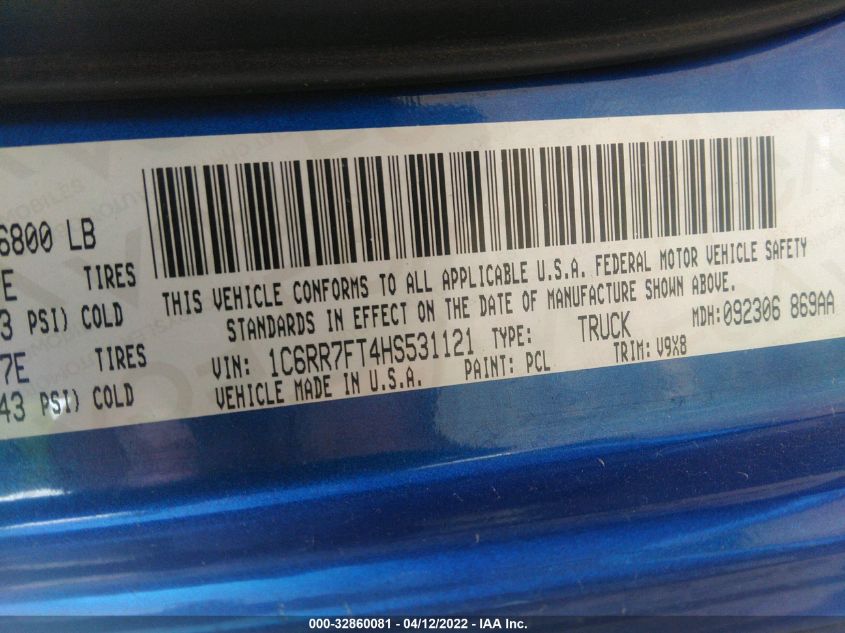 6800 LB
E TIRES
3 PSI) COLD
7E TIRES
43 PSI) COLD
THIS VEHICLE CONFORMS TO ALL APPLICABLE U.S.A. FEDERAL MOTOR VEHICLE SAFETY
STANDARDS IN EFFECT ON THE DATE OF MANUFACTURE SHOWN ABOVE.
VIN: 1C6RR7FT4HS531121 TYPE: TRUCK MDH: 092306 869AA
VEHICLE MADE IN U.S.A. PAINT: PCL TRIM: V9X8
000-32860081 - 04/12/2022 - IAA Inc.